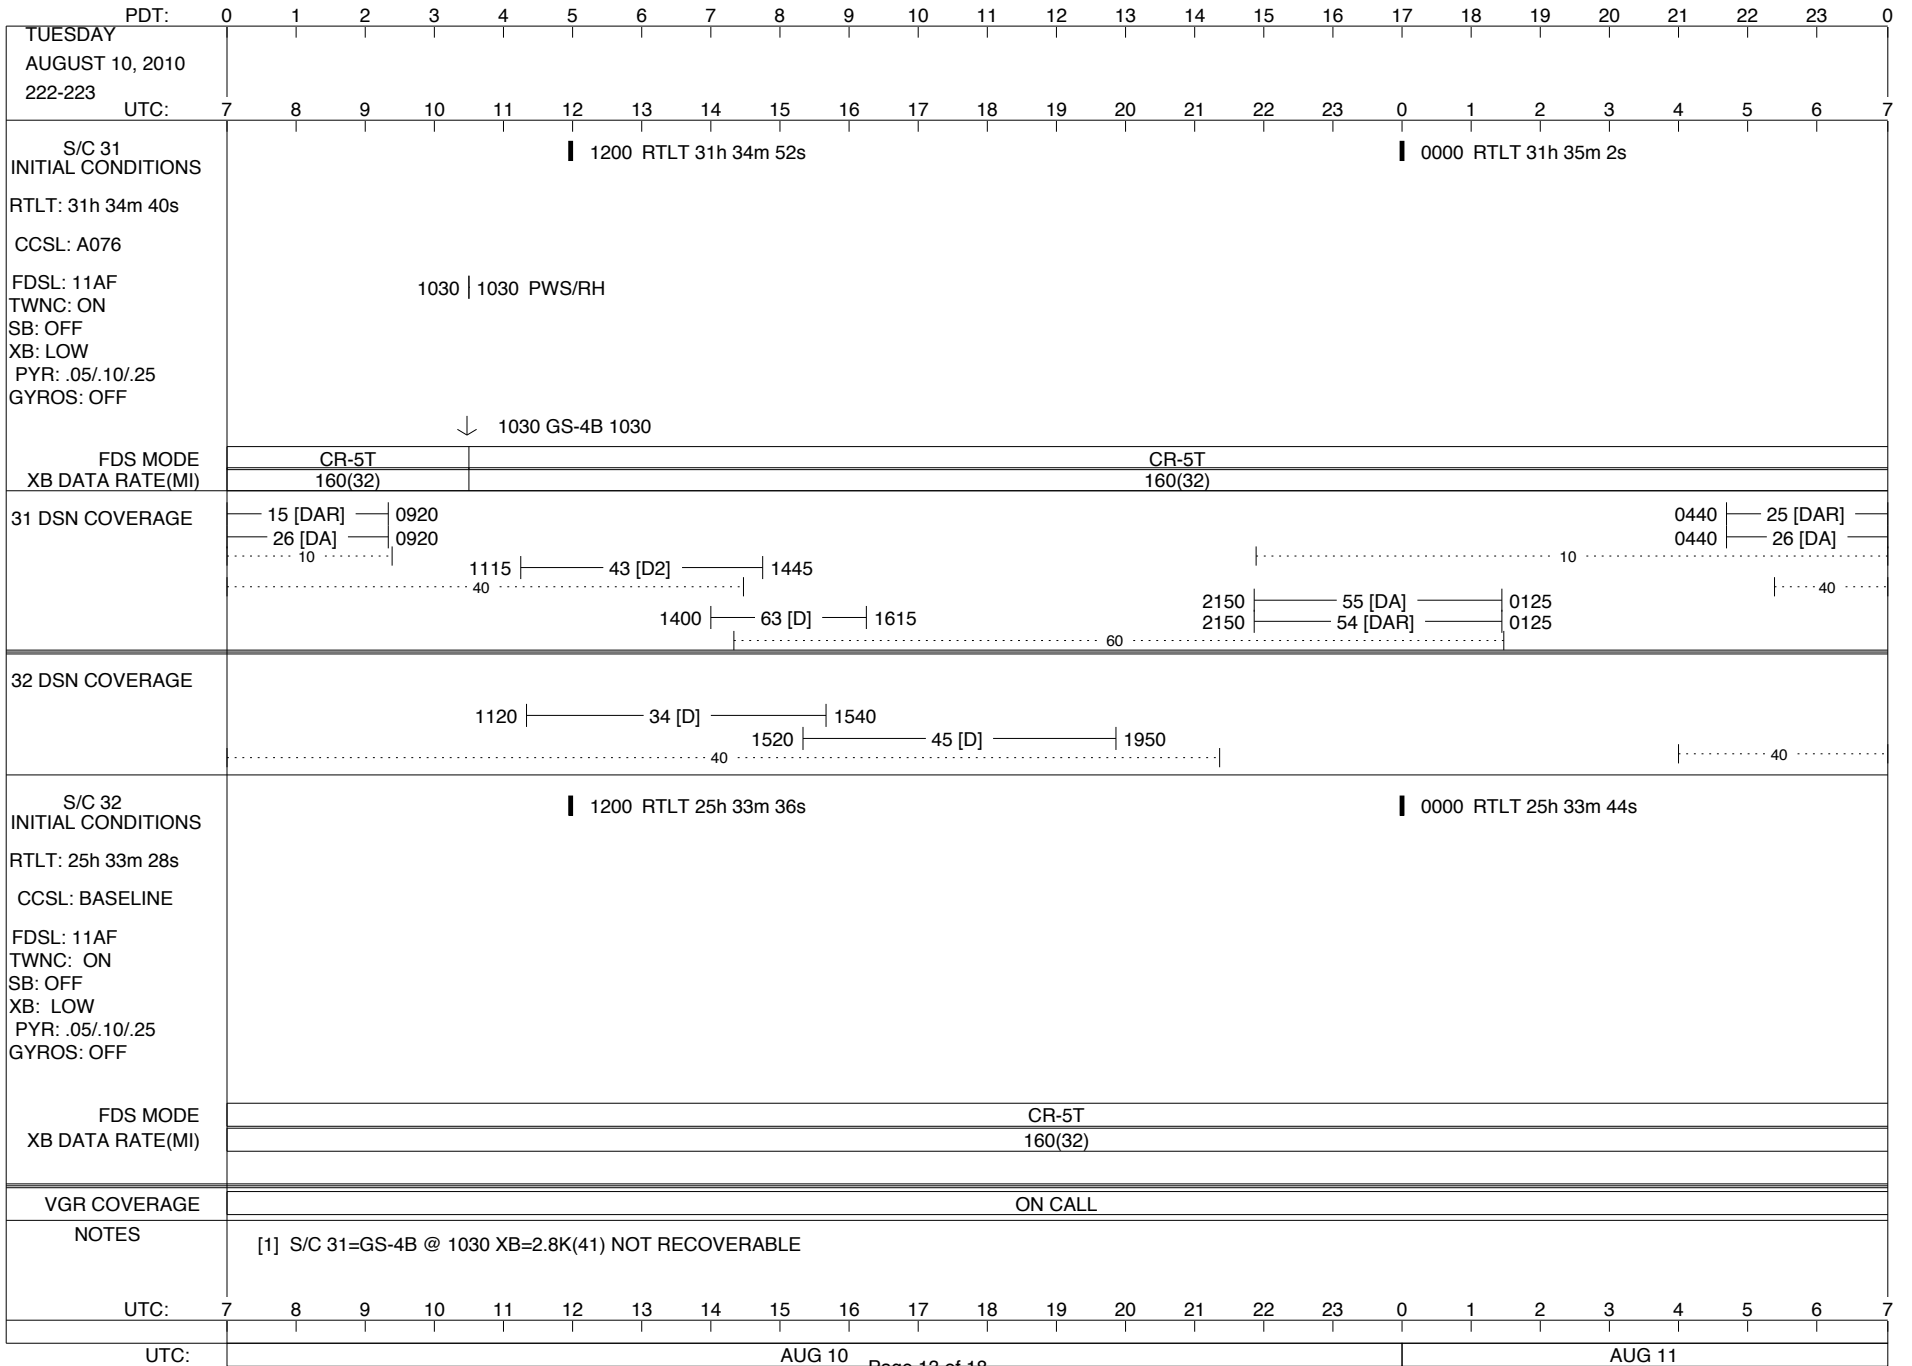 PDT: 0 1 2 3 4 5 6 7 8 9 10 11 12 13 14 15 16 17 18 19 20 21 22 23 0
TUESDAY
AUGUST 10, 2010
222-223
UTC: 7 8 9 10 11 12 13 14 15 16 17 18 19 20 21 22 23 0 1 2 3 4 5 6 7
S/C 31
INITIAL CONDITIONS
1200 RTLT 31h 34m 52s
0000 RTLT 31h 35m 2s
RTLT: 31h 34m 40s
CCSL: A076
FDSL: 11AF
1030 1030 PWS/RH
TWNC: ON
SB: OFF
XB: LOW
PYR: .05/.10/.25
GYROS: OFF
1030 GS-4B 1030
FDS MODE CR-5T CR-5T
XB DATA RATE(MI) 160(32) 160(32)
31 DSN COVERAGE
15 [DAR] 0920 0440 25 [DAR]
26 [DA] 0920 0440 26 [DA]
10 10
1115 43 [D2] 1445
40 40
2150 55 [DA] 0125
1400 63 [D] 1615 2150 54 [DAR] 0125
60
32 DSN COVERAGE
1120 34 [D] 1540
1520 45 [D] 1950
40 40
S/C 32
INITIAL CONDITIONS
1200 RTLT 25h 33m 36s
0000 RTLT 25h 33m 44s
RTLT: 25h 33m 28s
CCSL: BASELINE
FDSL: 11AF
TWNC: ON
SB: OFF
XB: LOW
PYR: .05/.10/.25
GYROS: OFF
FDS MODE CR-5T
XB DATA RATE(MI) 160(32)
VGR COVERAGE ON CALL
NOTES
[1] S/C 31=GS-4B @ 1030 XB=2.8K(41) NOT RECOVERABLE
UTC: 7 8 9 10 11 12 13 14 15 16 17 18 19 20 21 22 23 0 1 2 3 4 5 6 7
UTC: AUG 10 AUG 11